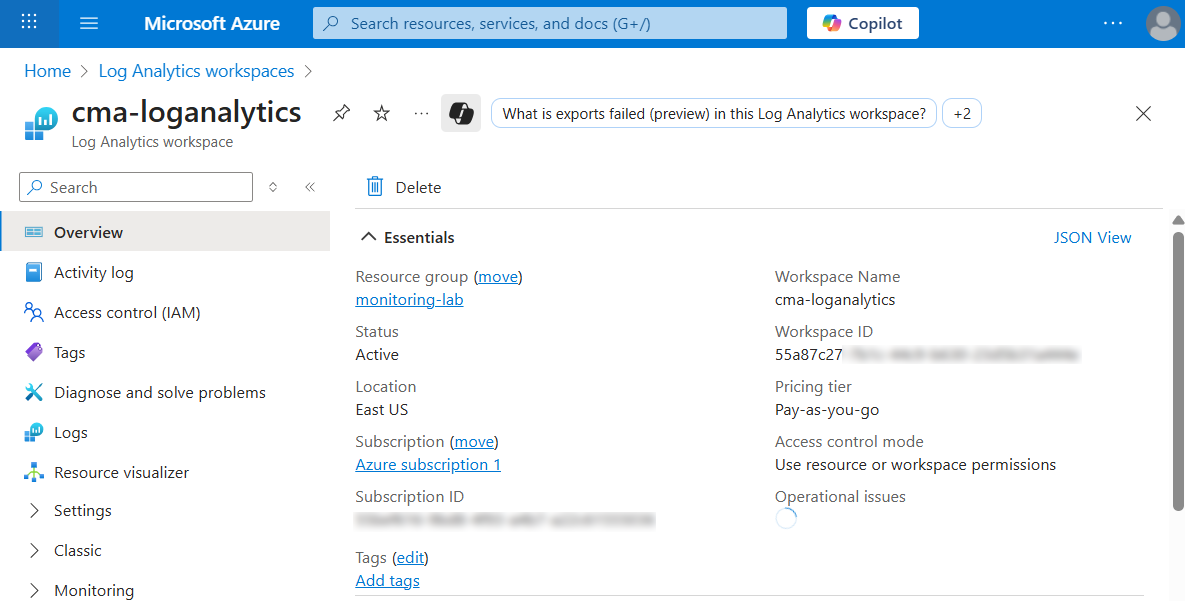 Microsoft Azure
Search resources, services, and docs (G+/)
Copilot
Home > Log Analytics workspaces >
cma-loganalytics
Log Analytics workspace
What is exports failed (preview) in this Log Analytics workspace?
+2
Search
Delete
Overview
Activity log
Access control (IAM)
Tags
Diagnose and solve problems
Logs
Resource visualizer
Settings
Classic
Monitoring
Essentials
JSON View
Resource group (move)
monitoring-lab
Status
Active
Location
East US
Subscription (move)
Azure subscription 1
Subscription ID
Tags (edit)
Add tags
Workspace Name
cma-loganalytics
Workspace ID
55a87c27
Pricing tier
Pay-as-you-go
Access control mode
Use resource or workspace permissions
Operational issues